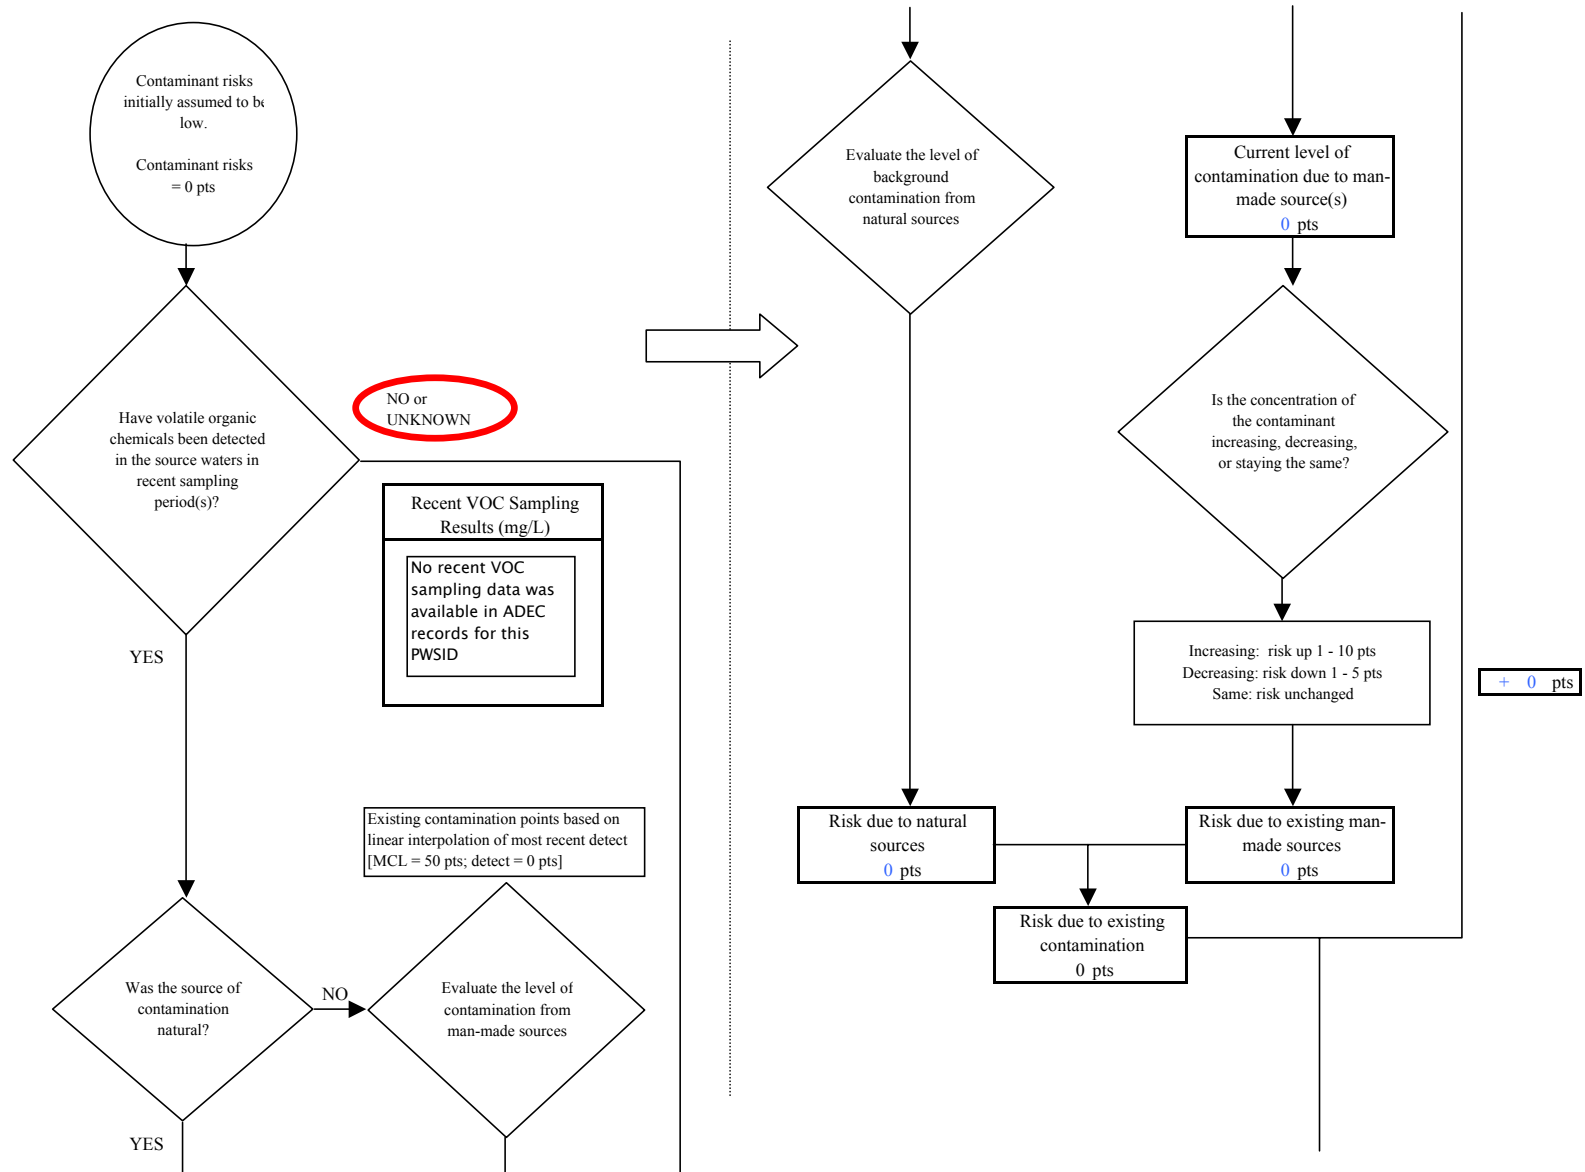 Contaminant risks
initially assumed to be
low.
Contaminant risks
= 0 pts
Have volatile organic
chemicals been detected
in the source waters in
recent sampling
period(s)?
NO or
UNKNOWN
Recent VOC Sampling
Results (mg/L)
No recent VOC
sampling data was
available in ADEC
records for this
PWSID
YES
Existing contamination points based on
linear interpolation of most recent detect
[MCL = 50 pts; detect = 0 pts]
Was the source of
contamination
natural?
NO
Evaluate the level of
contamination from
man-made sources
YES
Evaluate the level of
background
contamination from
natural sources
Current level of
contamination due to man-
made source(s)
0 pts
Is the concentration of
the contaminant
increasing, decreasing,
or staying the same?
Increasing: risk up 1 - 10 pts
Decreasing: risk down 1 - 5 pts
Same: risk unchanged
+ 0 pts
Risk due to natural
sources
0 pts
Risk due to existing man-
made sources
0 pts
Risk due to existing
contamination
0 pts